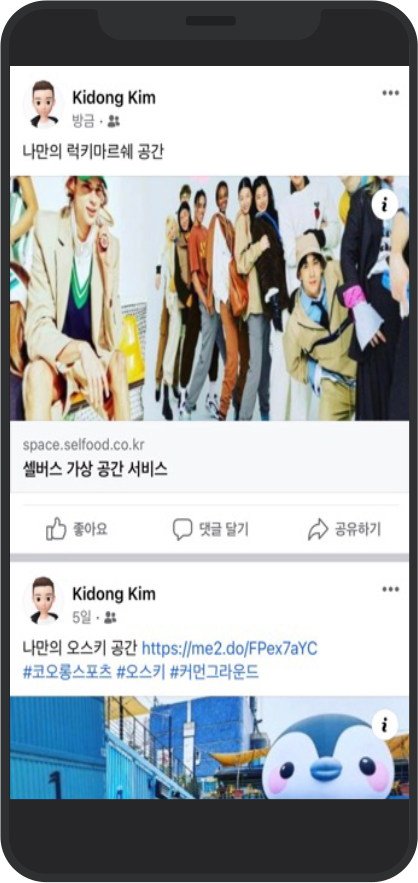 Kidong Kim
방금 ·
나만의 럭키마르쉐 공간
i
space.selfood.co.kr
셀버스 가상 공간 서비스
좋아요 댓글 달기 공유하기
Kidong Kim
5일 ·
나만의 오스키 공간 https://me2.do/FPex7aYC
#코오롱스포츠 #오스키 #커먼그라운드
i